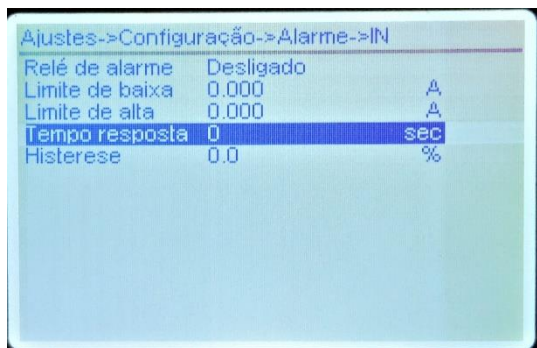 Ajustes->Configuração->Alarme->IN
Relé de alarme Desligado
Limite de baixa 0.000 A
Limite de alta 0.000 A
Tempo resposta 0 sec
Histerese 0.0 %